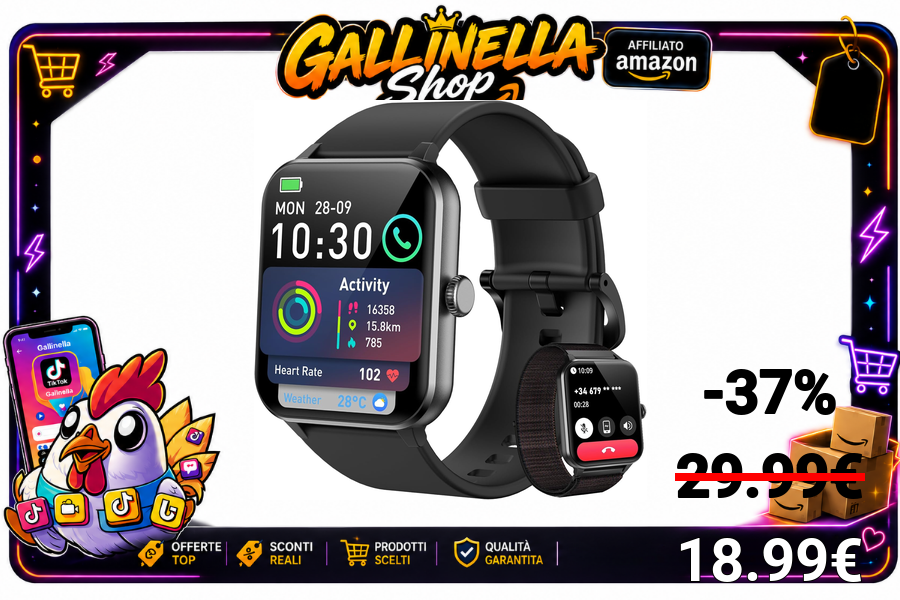 GALLINELLA
Shop
AFFILIATO
amazon
MON 28-09
10:30
Activity
16358
15.8km
785
Heart Rate 102
Weather 28°C
Gallinella
TikTok
Gallinella
10:09
+34 679 ** *** 
00:28
-37%
29.99€
18.99€
OFFERTE
TOP
SCONTI
REALI
PRODOTTI
SCELTI
QUALITÀ
GARANTITA